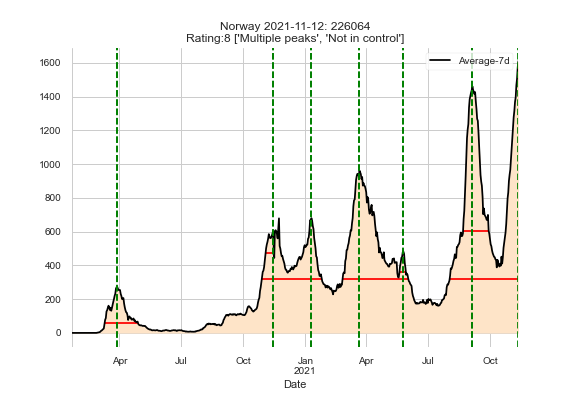 Norway 2021-11-12: 226064
Rating:8 ['Multiple peaks', 'Not in control']
Average-7d
1600
1400
1200
1000
800
600
400
200
0
Apr Jul Oct Jan Apr Jul Oct
2021
Date